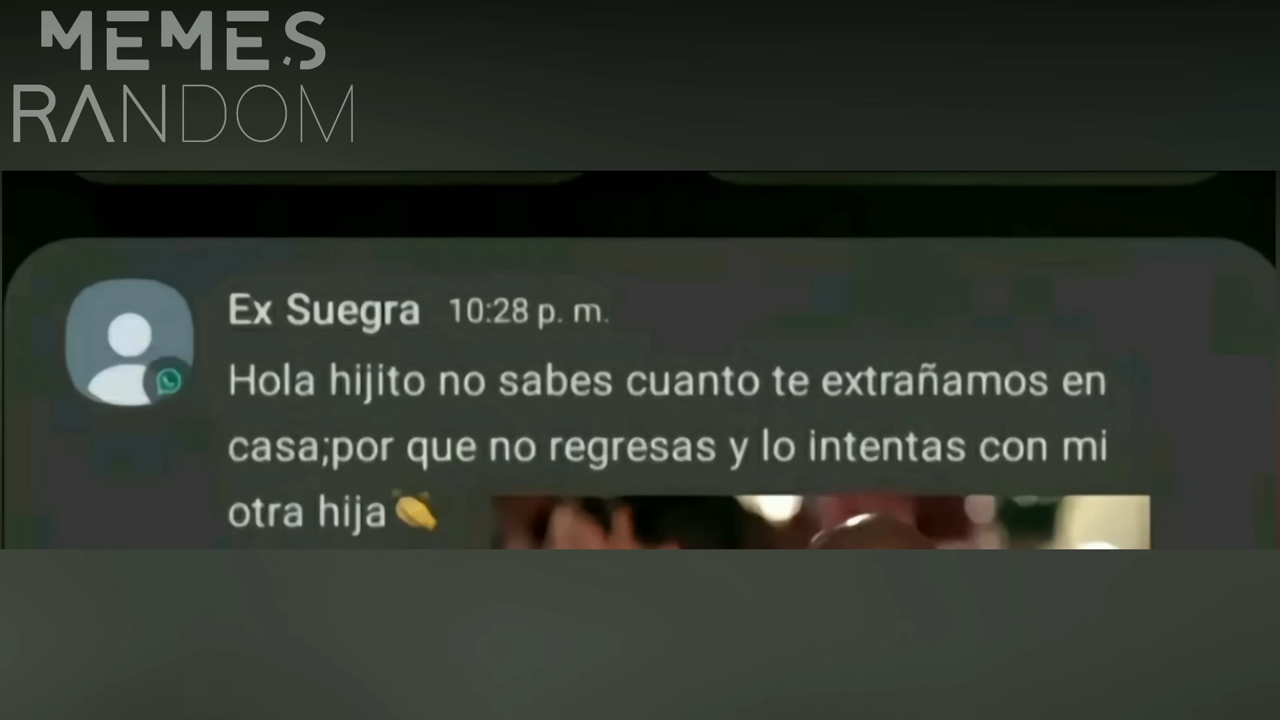 MEMES
RANDOM
Ex Suegra 10:28 p. m.
Hola hijito no sabes cuanto te extrañamos en
casa;por que no regresas y lo intentas con mi
otra hija👏